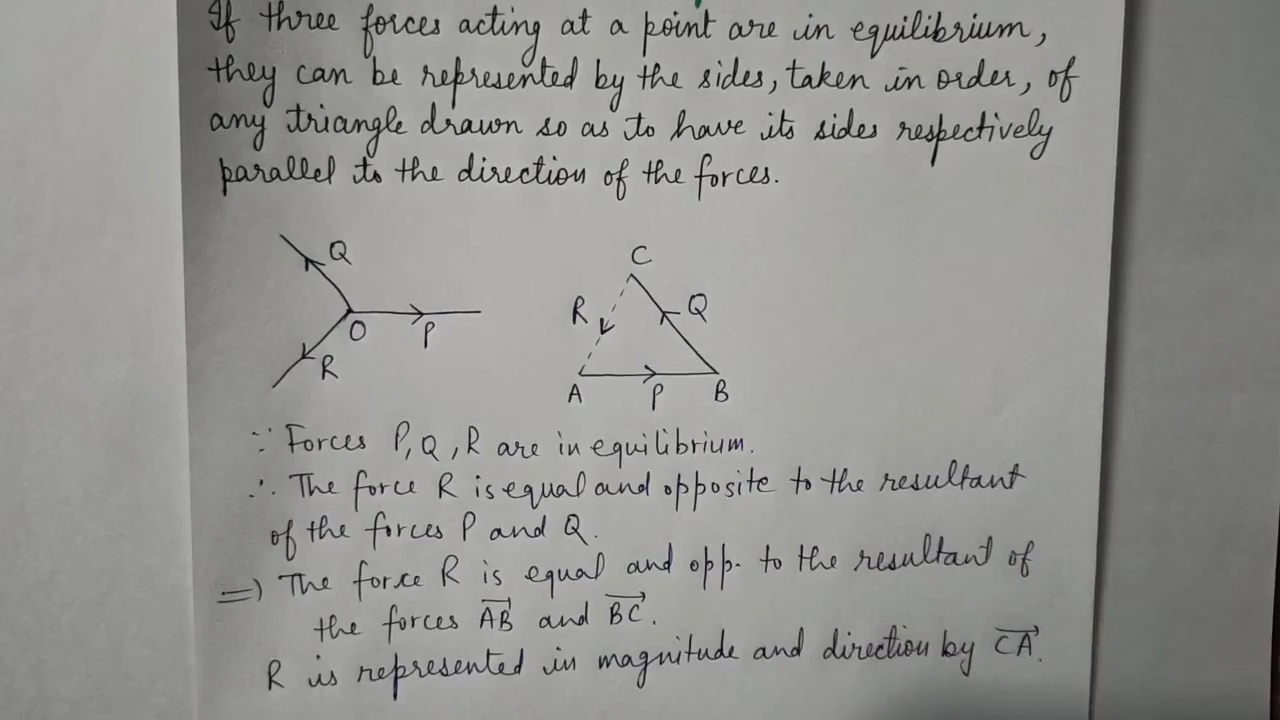 If three forces acting at a point are in equilibrium,
they can be represented by the sides, taken in order, of
any triangle drawn so as to have its sides respectively
parallel to the direction of the forces.
Q
O
P
R
C
R
Q
A
P
B
∵ Forces P, Q, R are in equilibrium.
∴ The force R is equal and opposite to the resultant
of the forces P and Q.
=) The force R is equal and opp. to the resultant of
the forces A⃗B⃗ and B⃗C⃗.
R is represented in magnitude and direction by C⃗A⃗.